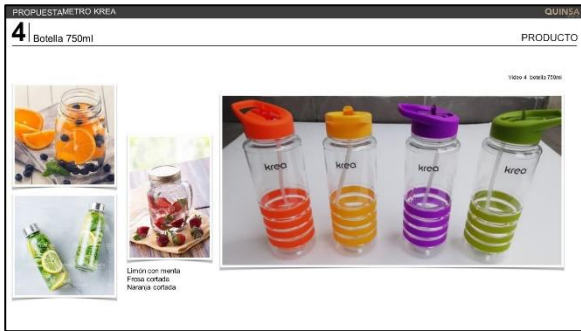 PROPUESTAMETRO KREA
QUINSA
4 Botella 750ml
PRODUCTO
Video 4 botella 750ml
krea
krea
krea
krea
Limón con menta
Frosa cortada
Naranja cortada